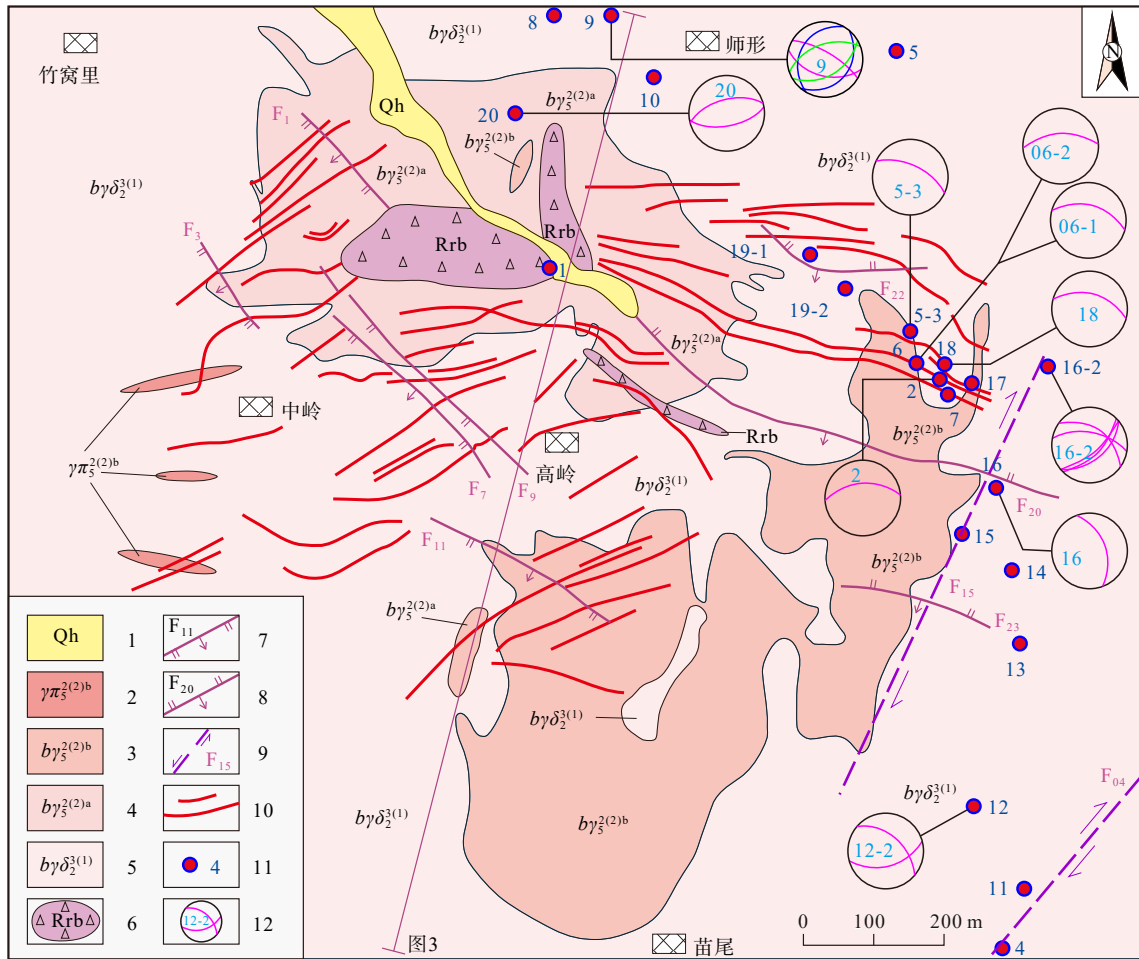 bγδ₂³⁽¹⁾
8
9
师形
5
N
竹窝里
9
10
20
bγ₅²⁽²⁾ᵃ
20
Qh
F₁
bγ₅²⁽²⁾ᵇ
06-2
bγδ₂³⁽¹⁾
bγδ₂³⁽¹⁾
5-3
bγ₅²⁽²⁾ᵃ
06-1
F₃
Rrb
Rrb
19-1
1
19-2
F₂₂
18
5-3
bγ₅²⁽²⁾ᵃ
6
18
16-2
2
17
7
中岭
Rrb
bγ₅²⁽²⁾ᵇ
高岭
16-2
γπ₅²⁽²⁾ᵇ
2
16
F₇
F₉
bγδ₂³⁽¹⁾
F₂₀
F₁₁
15
16
bγ₅²⁽²⁾ᵇ
14
F₁₅
bγ₅²⁽²⁾ᵃ
F₂₃
13
bγδ₂³⁽¹⁾
F₀₄
bγδ₂³⁽¹⁾
bγδ₂³⁽¹⁾
12
bγ₅²⁽²⁾ᵇ
12-2
11
4
图3
苗尾
0 100 200 m
Qh 1 F₁₁ 7
γπ₅²⁽²⁾ᵇ 2 F₂₀ 8
bγ₅²⁽²⁾ᵇ 3 F₁₅ 9
bγ₅²⁽²⁾ᵃ 4 10
bγδ₂³⁽¹⁾ 5 4 11
Rrb 6 12-2 12